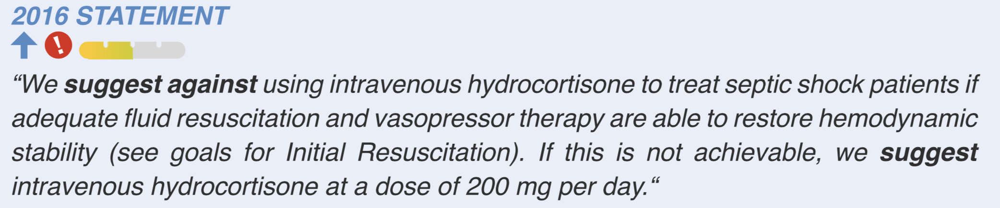 2016 STATEMENT
!
“We suggest against using intravenous hydrocortisone to treat septic shock patients if
adequate fluid resuscitation and vasopressor therapy are able to restore hemodynamic
stability (see goals for Initial Resuscitation). If this is not achievable, we suggest
intravenous hydrocortisone at a dose of 200 mg per day.“